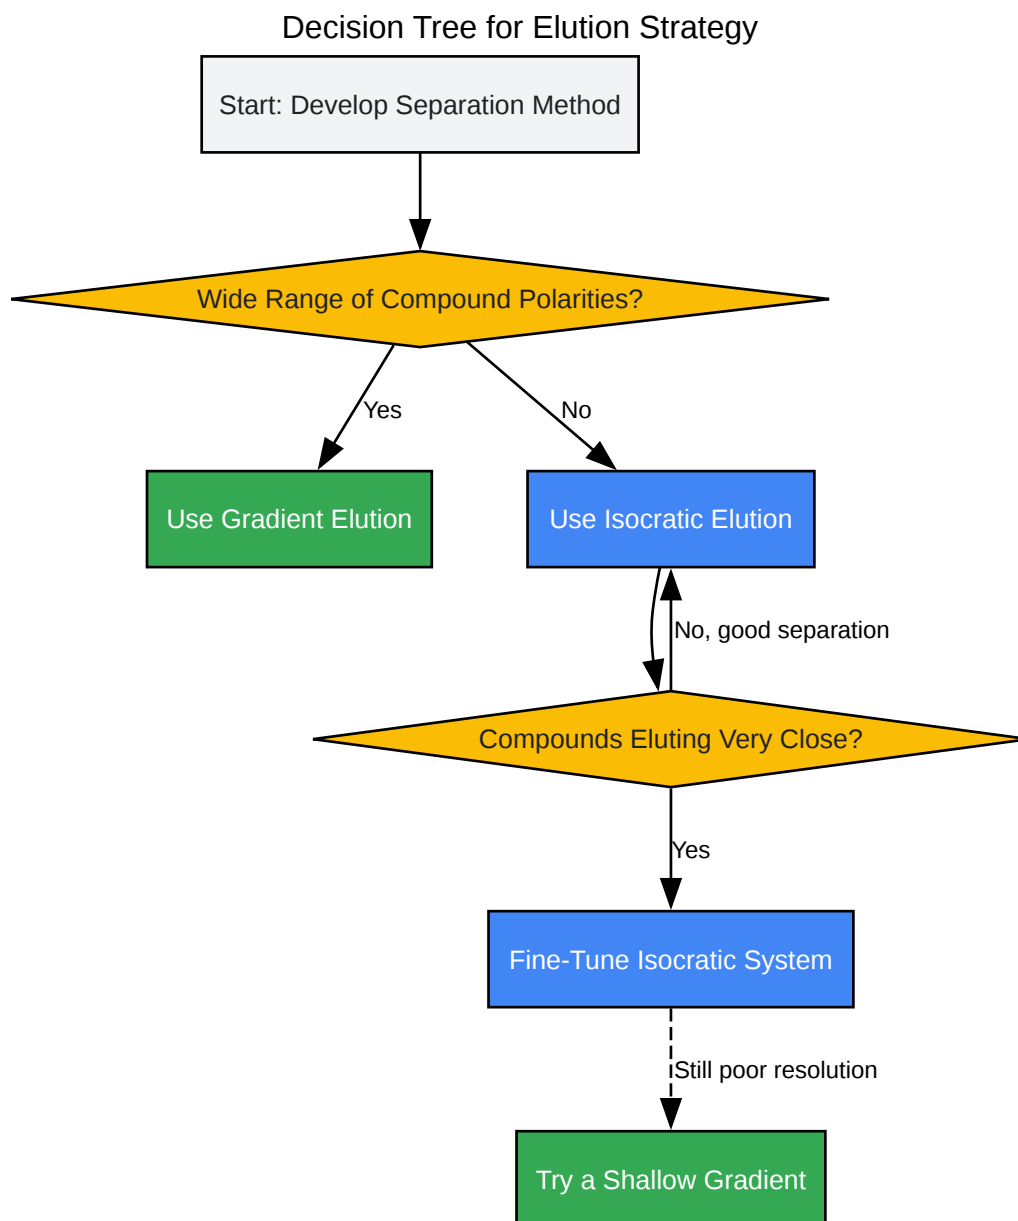 Decision Tree for Elution Strategy
Start: Develop Separation Method
Wide Range of Compound Polarities?
Yes
No
Use Gradient Elution
Use Isocratic Elution
No, good separation
Compounds Eluting Very Close?
Yes
Fine-Tune Isocratic System
Still poor resolution
Try a Shallow Gradient